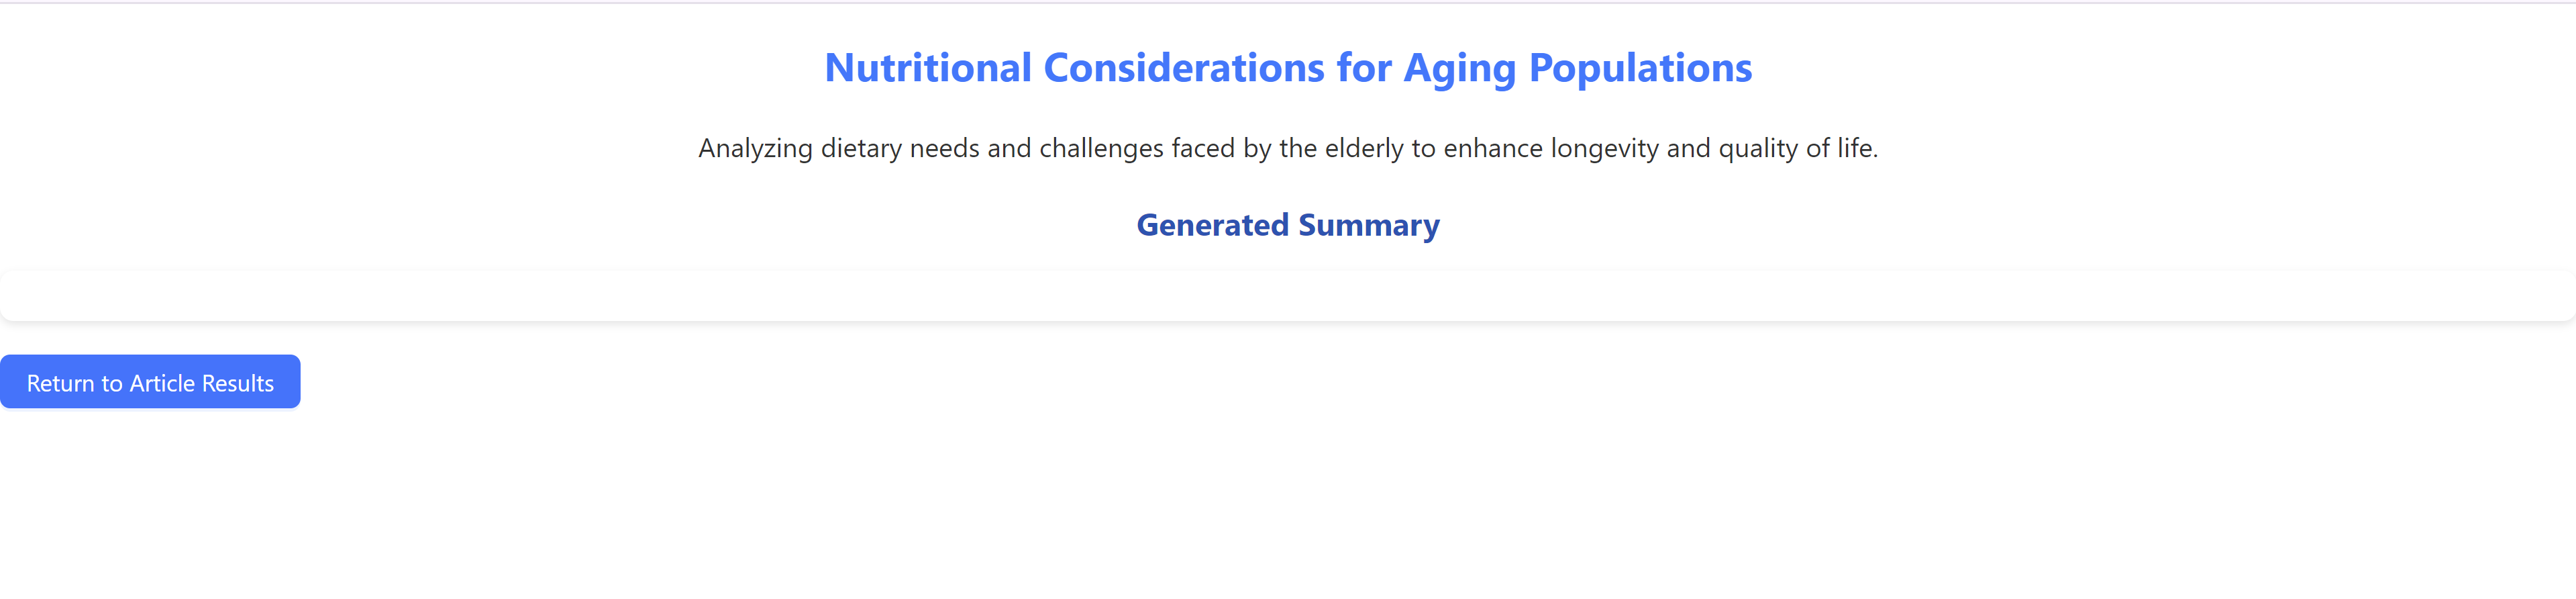 Nutritional Considerations for Aging Populations
Analyzing dietary needs and challenges faced by the elderly to enhance longevity and quality of life.
Generated Summary
Return to Article Results